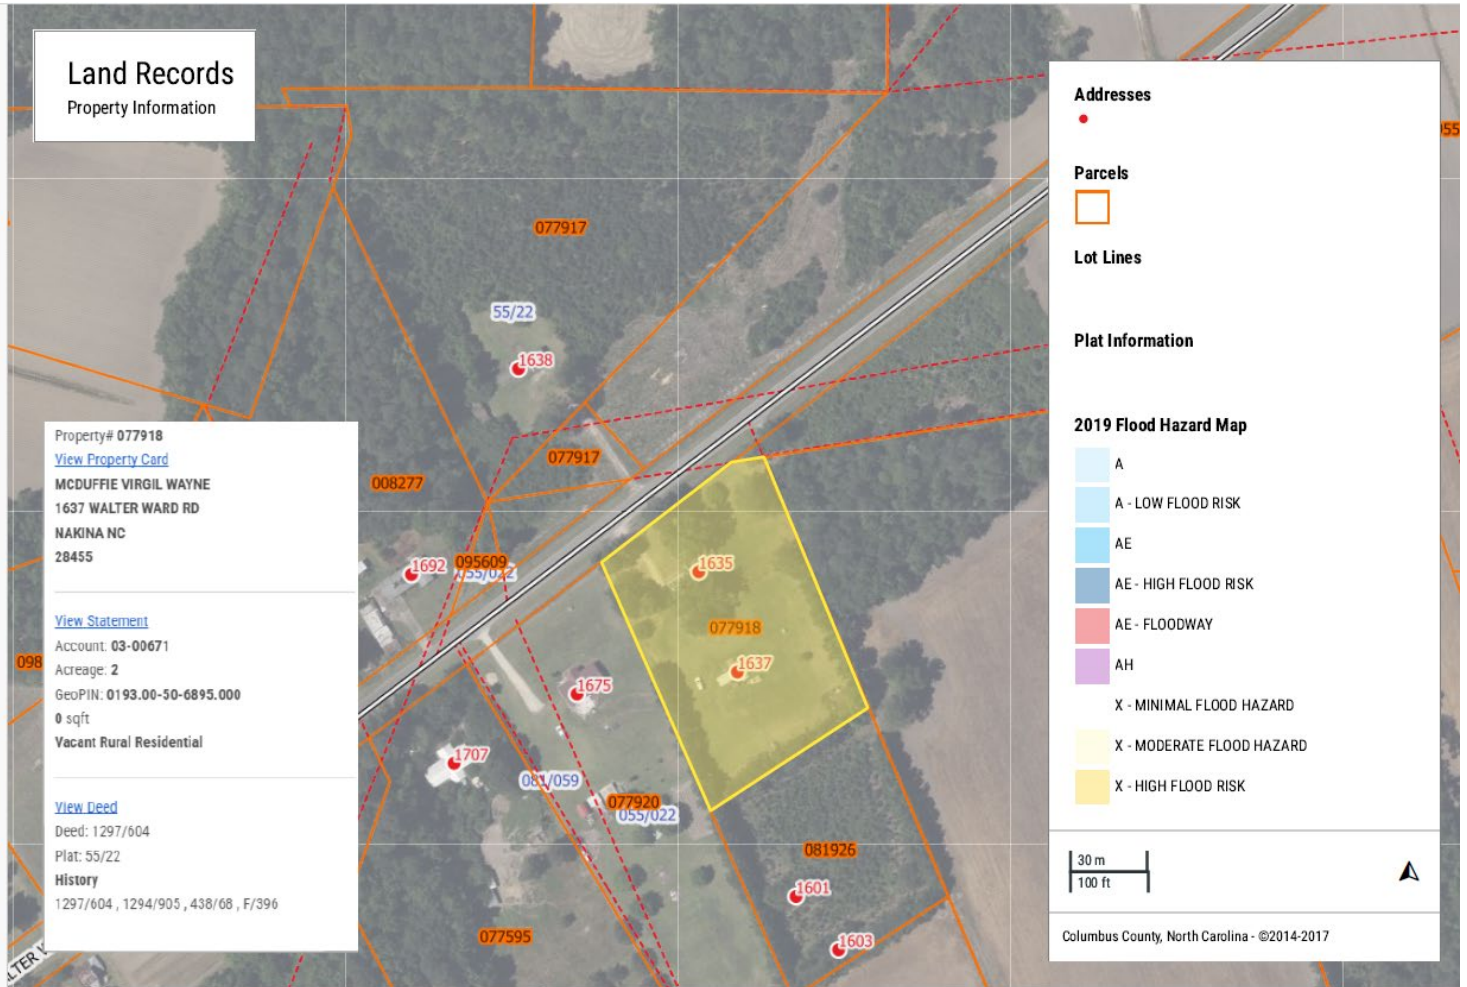 Land Records
Property Information
Addresses
Parcels
Lot Lines
Plat Information
2019 Flood Hazard Map
A
A - LOW FLOOD RISK
AE
AE - HIGH FLOOD RISK
AE - FLOODWAY
AH
X - MINIMAL FLOOD HAZARD
X - MODERATE FLOOD HAZARD
X - HIGH FLOOD RISK
30 m
100 ft
Columbus County, North Carolina - ©2014-2017
Property# 077918
View Property Card
MCDUFFIE VIRGIL WAYNE
1637 WALTER WARD RD
NAKINA NC
28455
View Statement
Account: 03-00671
Acreage: 2
GeoPIN: 0193.00-50-6895.000
0 sqft
Vacant Rural Residential
View Deed
Deed: 1297/604
Plat: 55/22
History
1297/604 , 1294/905 , 438/68 , F/396
077917
55/22
1638
077917
008277
095609
055/022
1692
1635
077918
1637
1675
1707
081/059
077920
055/022
081926
1601
1603
077595
098